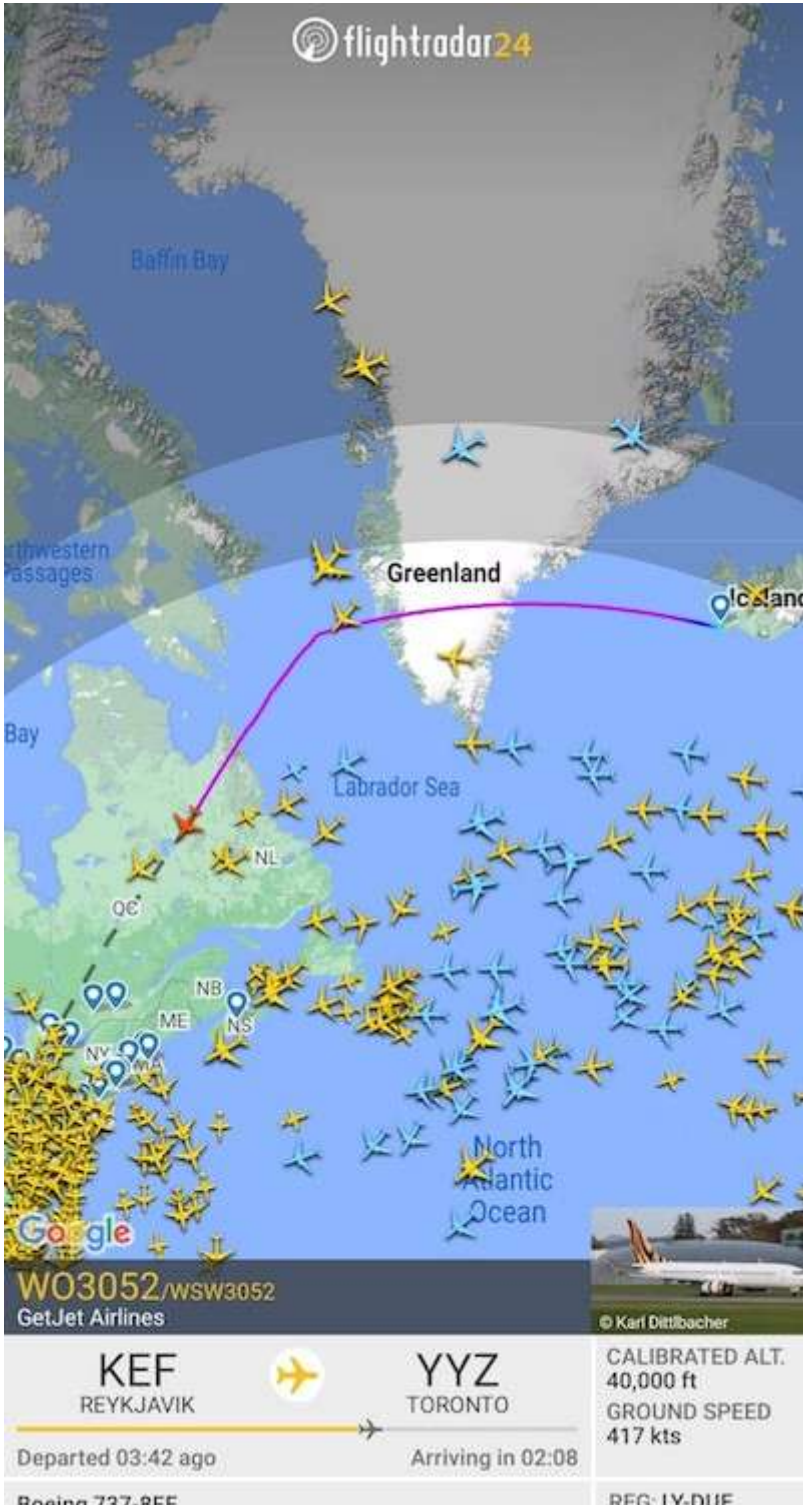 flightradar24
Baffin Bay
Passages
Greenland
Iceland
Bay
Labrador Sea
NL
NB
ME
NS
NY
North
Atlantic
Ocean
Google
WO3052/WSW3052
GetJet Airlines
© Karl Dittlbacher
KEF
REYKJAVIK
YYZ
TORONTO
CALIBRATED ALT.
40,000 ft
GROUND SPEED
417 kts
Departed 03:42 ago
Arriving in 02:08